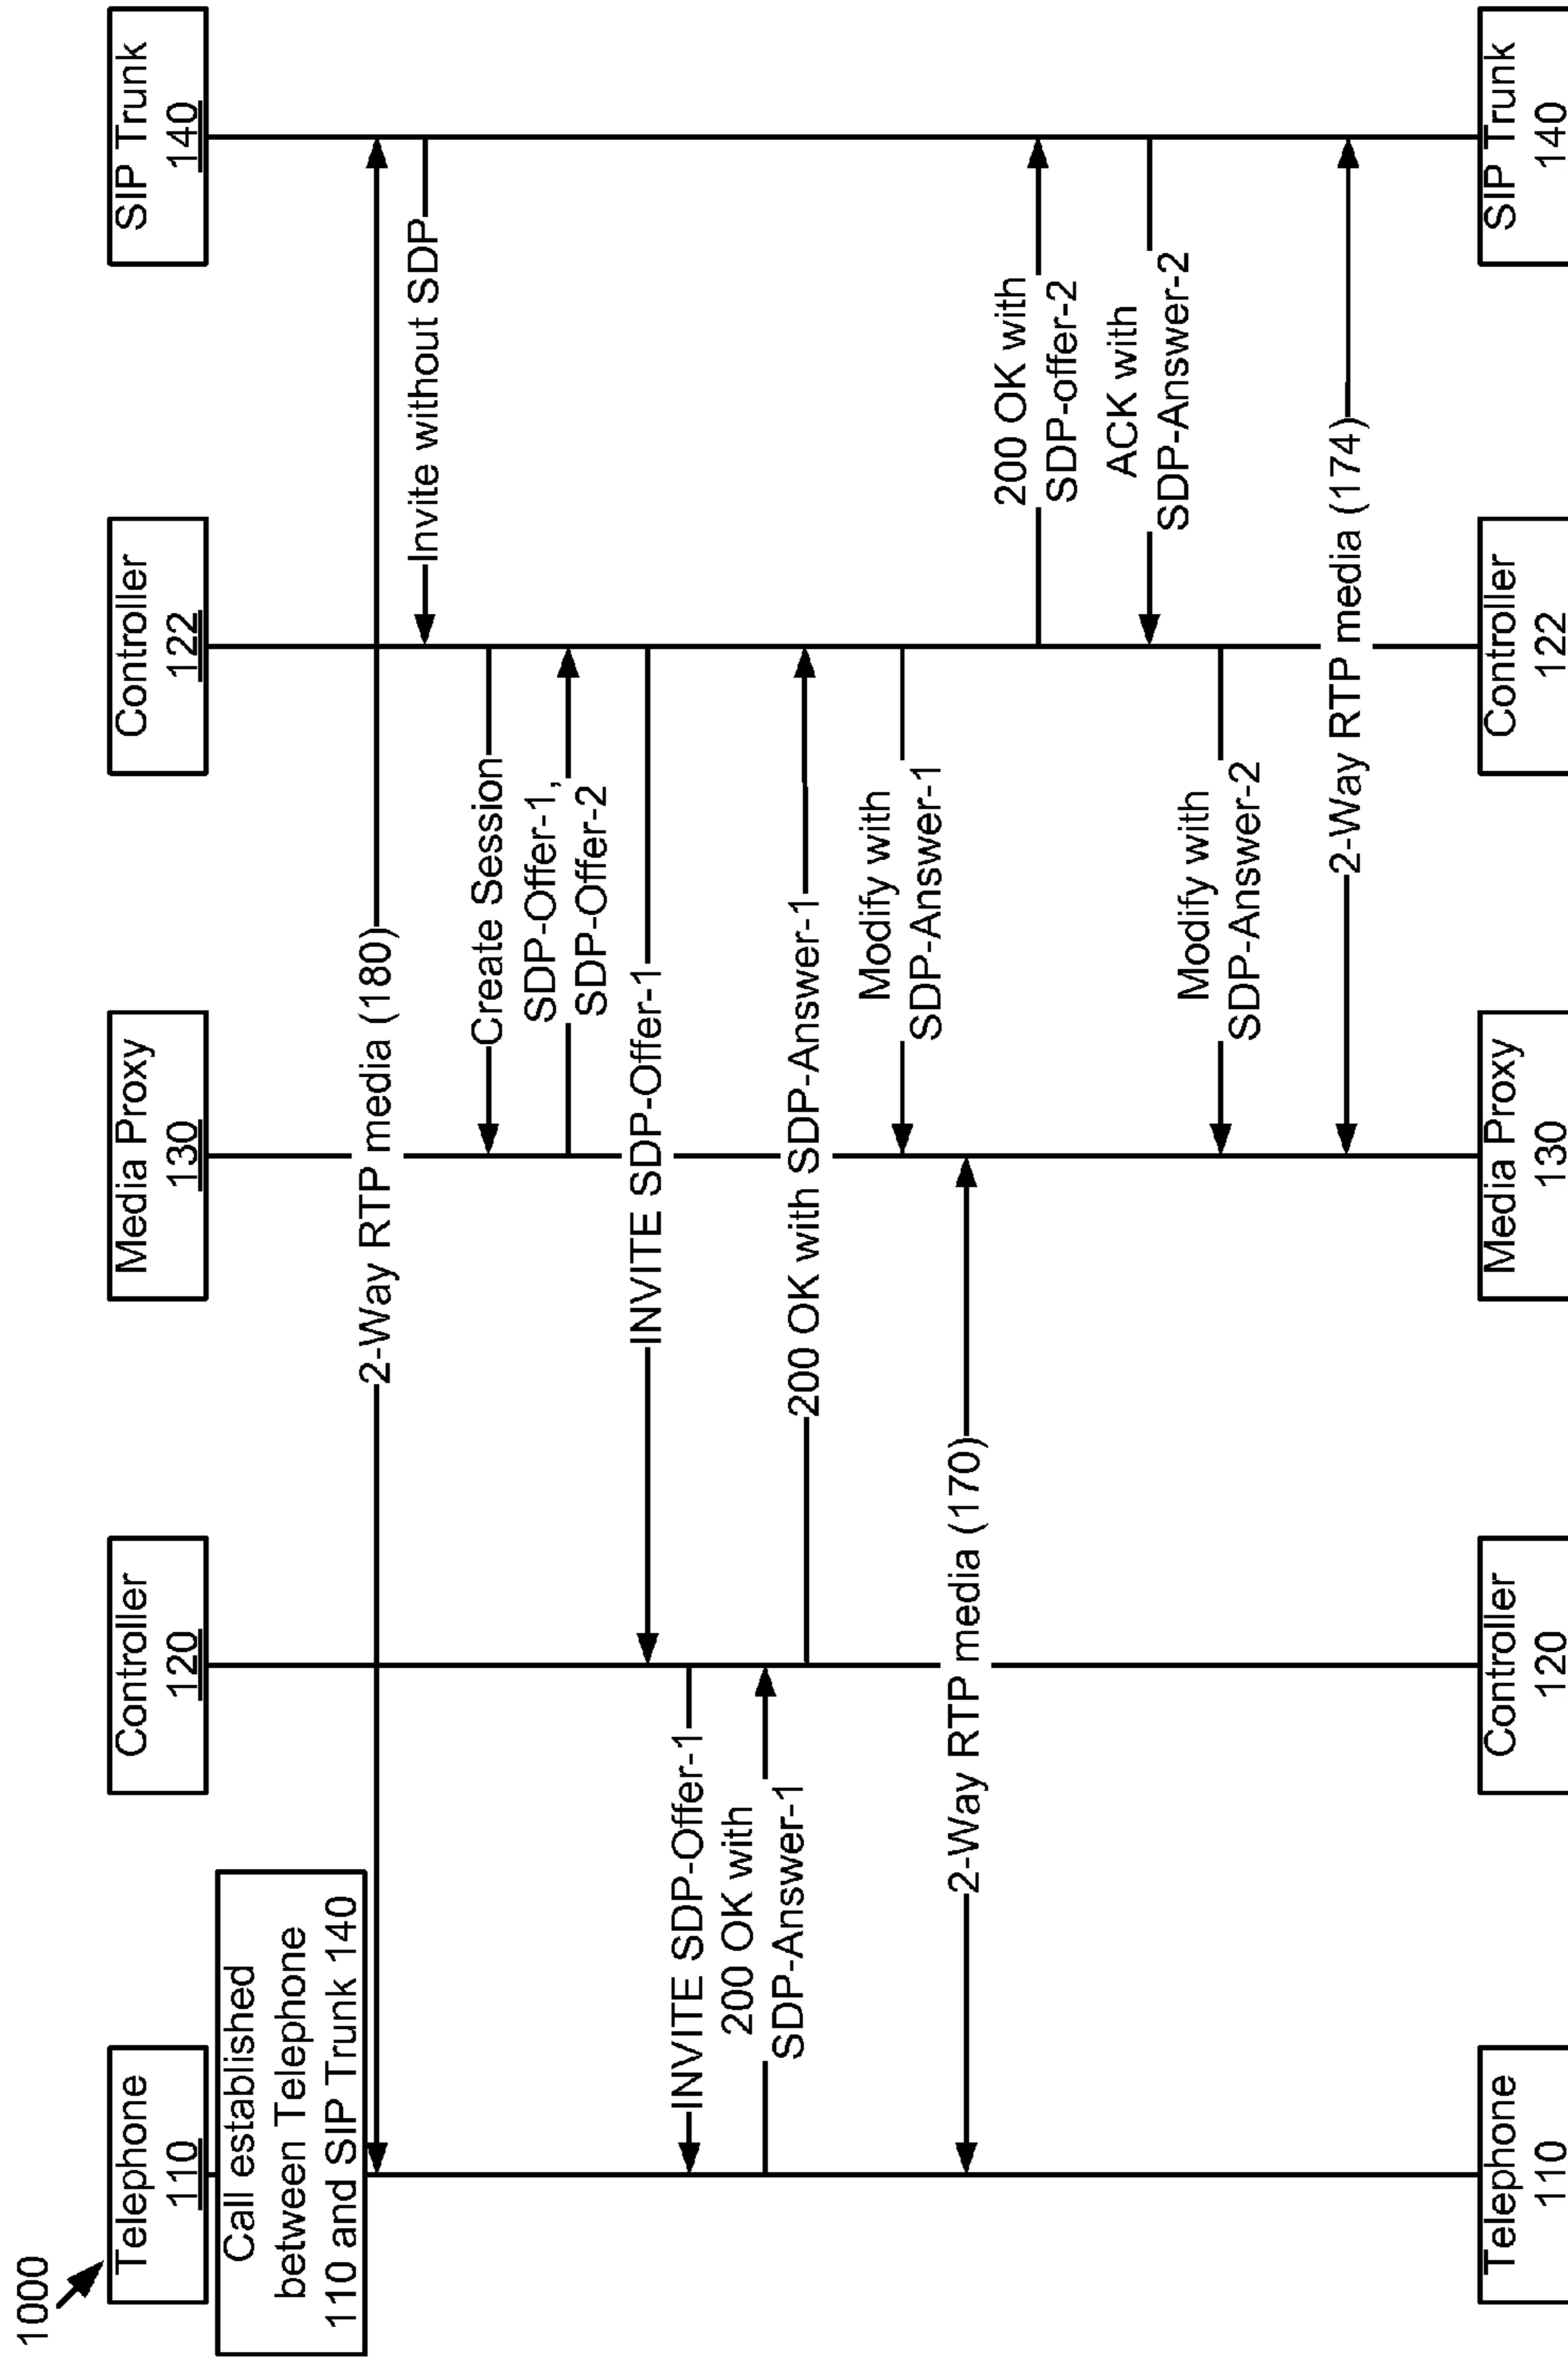 1000
Telephone
110
Controller
120
Media Proxy
130
Controller
122
SIP Trunk
140
Call established
between Telephone
110 and SIP Trunk 140
2-Way RTP media (180)
Invite without SDP
Create Session
SDP-Offer-1,
SDP-Offer-2
INVITE SDP-Offer-1
INVITE SDP-Offer-1
200 OK with
SDP-Answer-1
200 OK with SDP-Answer-1
Modify with
SDP-Answer-1
2-Way RTP media (170)
200 OK with
SDP-offer-2
ACK with
SDP-Answer-2
Modify with
SDP-Answer-2
2-Way RTP media (174)
Telephone
110
Controller
120
Media Proxy
130
Controller
122
SIP Trunk
140